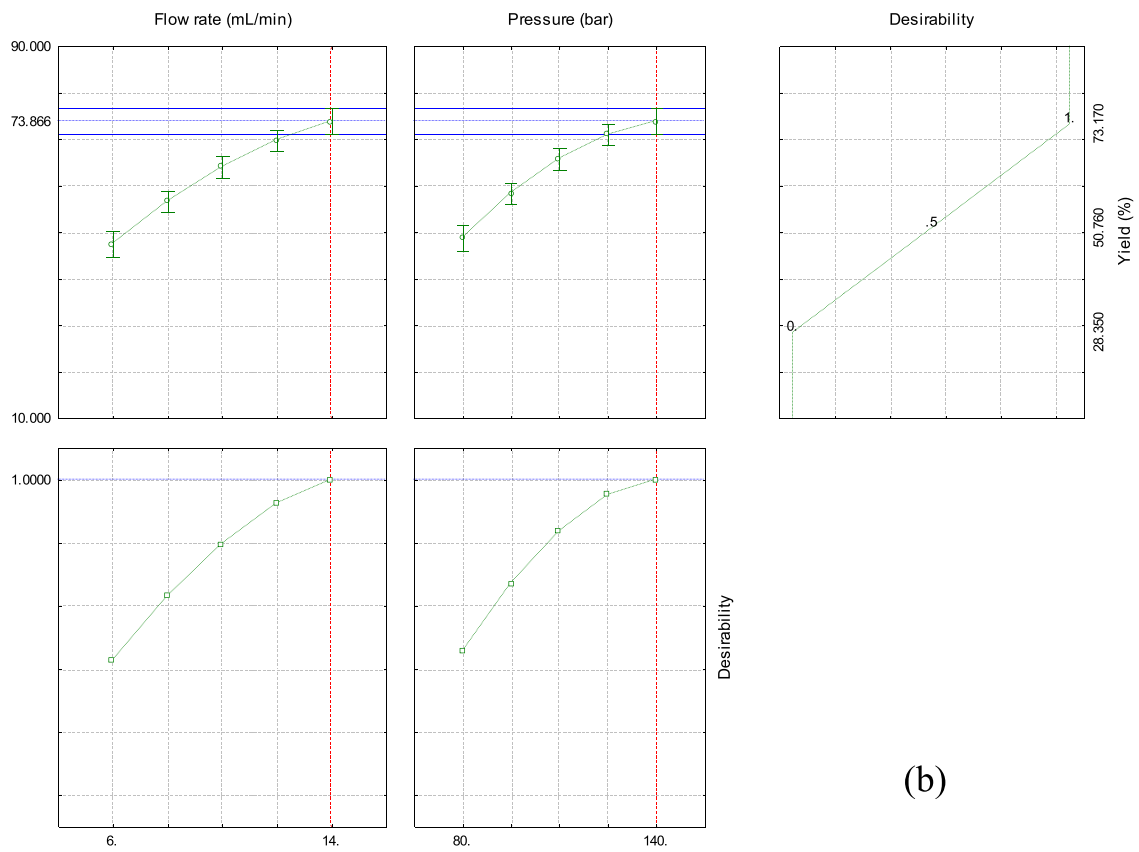 Flow rate (mL/min)
Pressure (bar)
Desirability
90.000
73.866
10.000
1.
.5
0.
73.170
50.760
28.350
Yield (%)
1.0000
Desirability
6.
14.
80.
140.
(b)